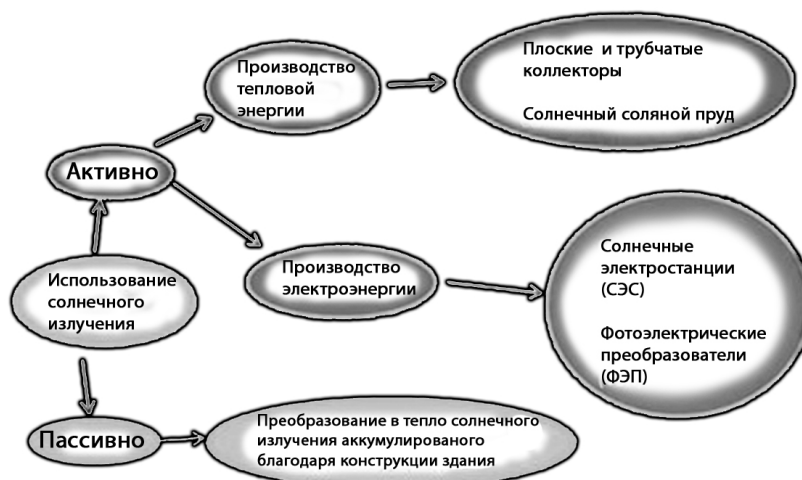 Производство
тепловой
энергии
Плоские и трубчатые
коллекторы
Солнечный соляной пруд
Активно
Использование
солнечного
излучения
Производство
электроэнергии
Солнечные
электростанции
(СЭС)
Фотоэлектрические
преобразователи
(ФЭП)
Пассивно
Преобразование в тепло солнечного
излучения аккумулированого
благодаря конструкции здания